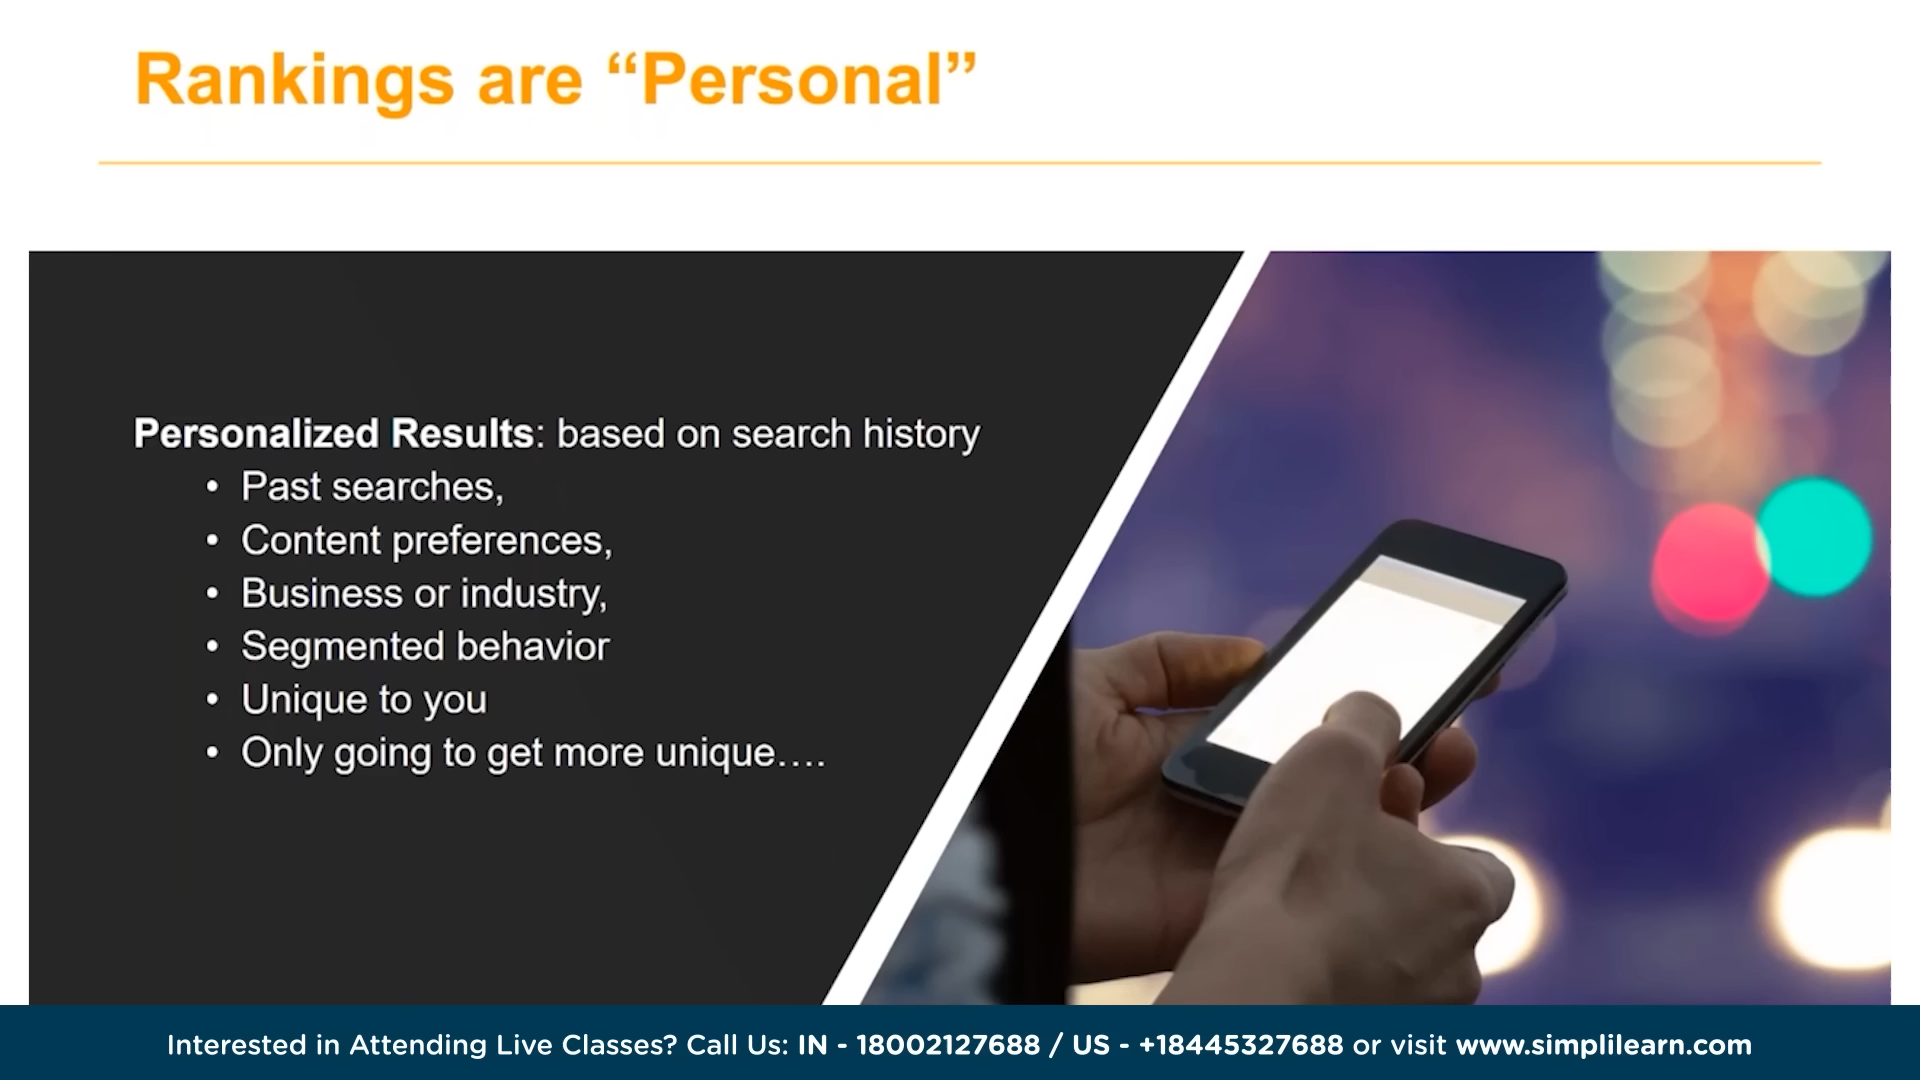 Rankings are “Personal”
Personalized Results: based on search history
• Past searches,
• Content preferences,
• Business or industry,
• Segmented behavior
• Unique to you
• Only going to get more unique….
Interested in Attending Live Classes? Call Us: IN - 18002127688 / US - +18445327688 or visit www.simplilearn.com